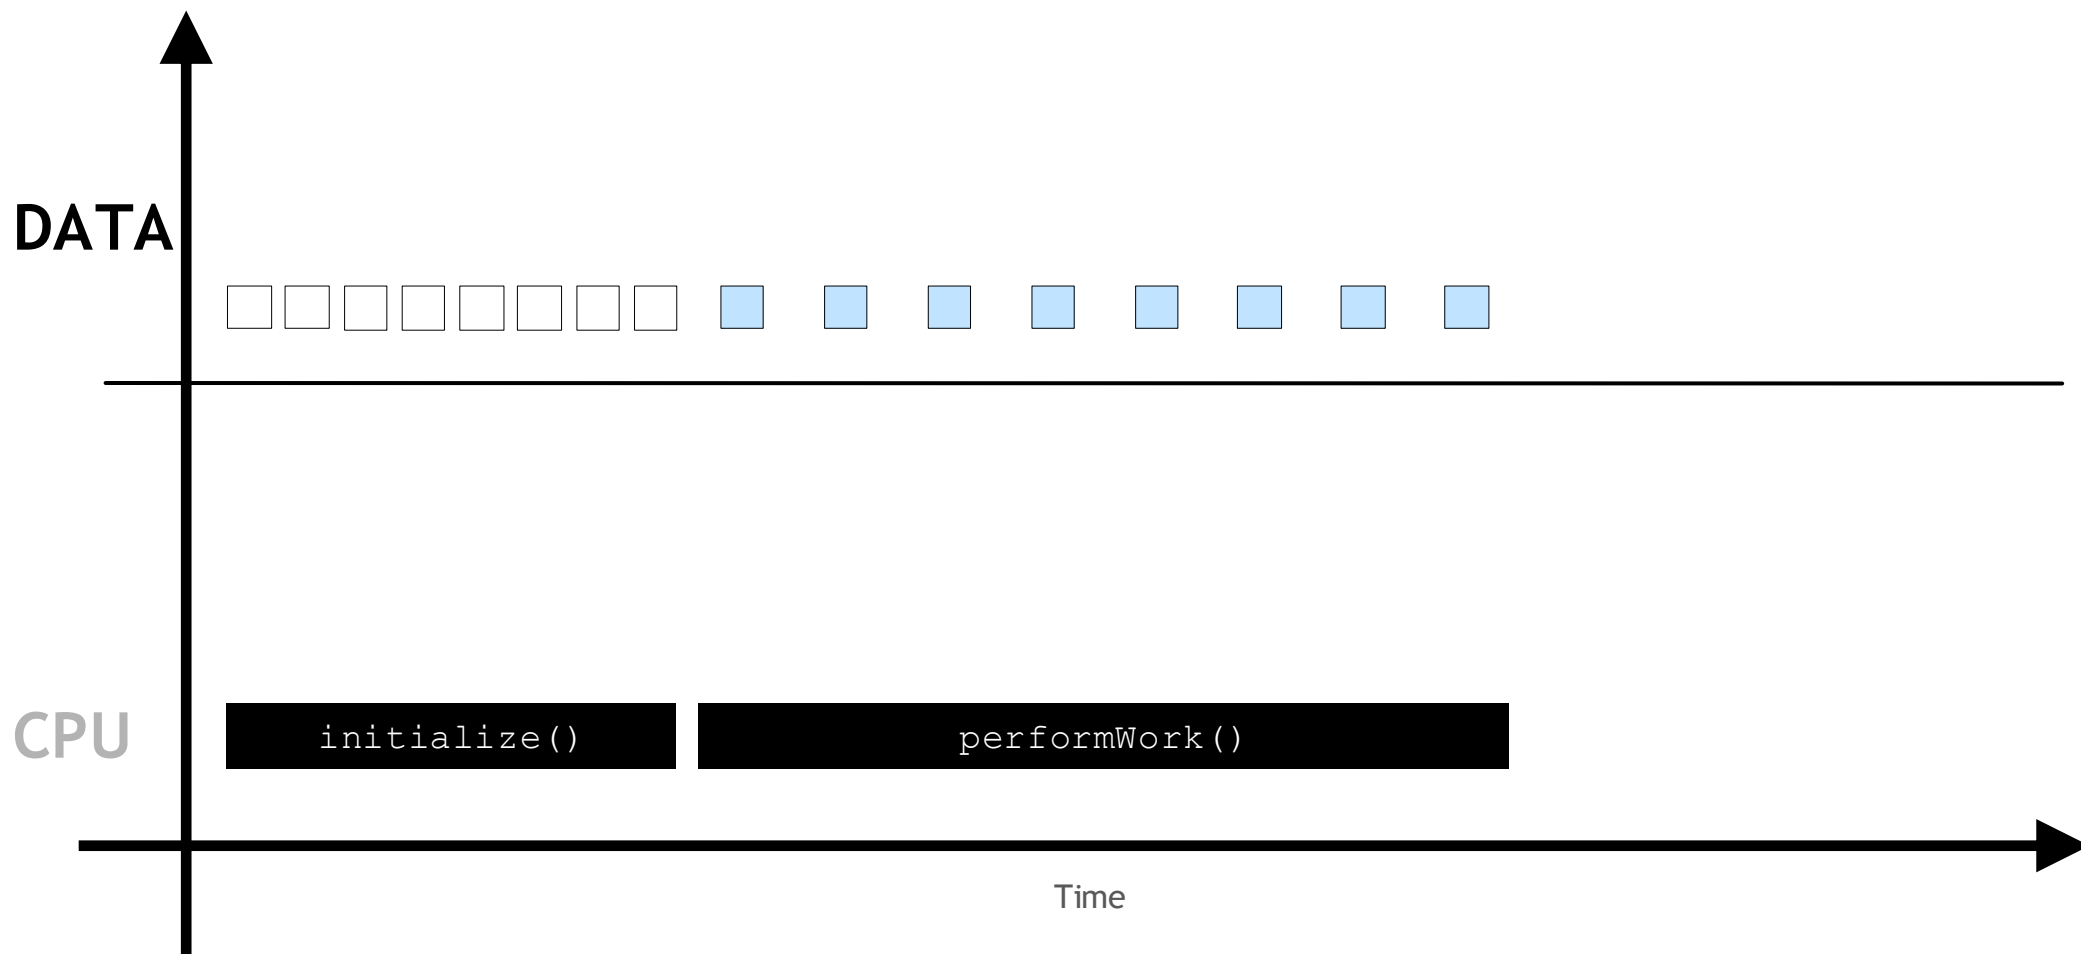 DATA
CPU
initialize()
performWork()
Time